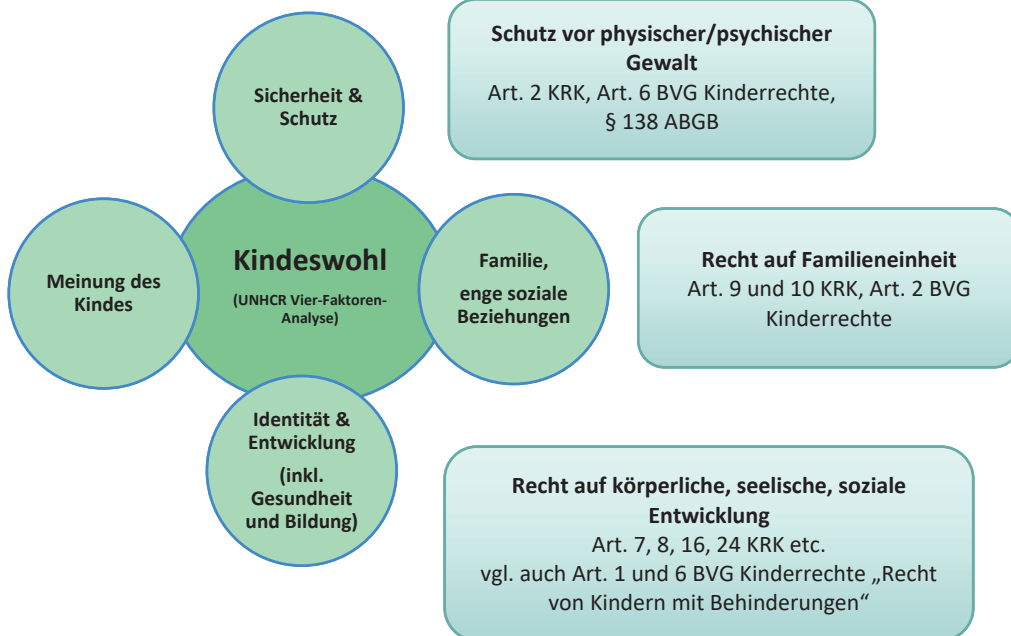 Sicherheit &
Schutz
Schutz vor physischer/psychischer
Gewalt
Art. 2 KRK, Art. 6 BVG Kinderrechte,
§ 138 ABGB
Meinung des
Kindes
Kindeswohl
(UNHCR Vier-Faktoren-
Analyse)
Familie,
enge soziale
Beziehungen
Recht auf Familieneinheit
Art. 9 und 10 KRK, Art. 2 BVG
Kinderrechte
Identität &
Entwicklung
(inkl.
Gesundheit
und Bildung)
Recht auf körperliche, seelische, soziale
Entwicklung
Art. 7, 8, 16, 24 KRK etc.
vgl. auch Art. 1 und 6 BVG Kinderrechte „Recht
von Kindern mit Behinderungen“